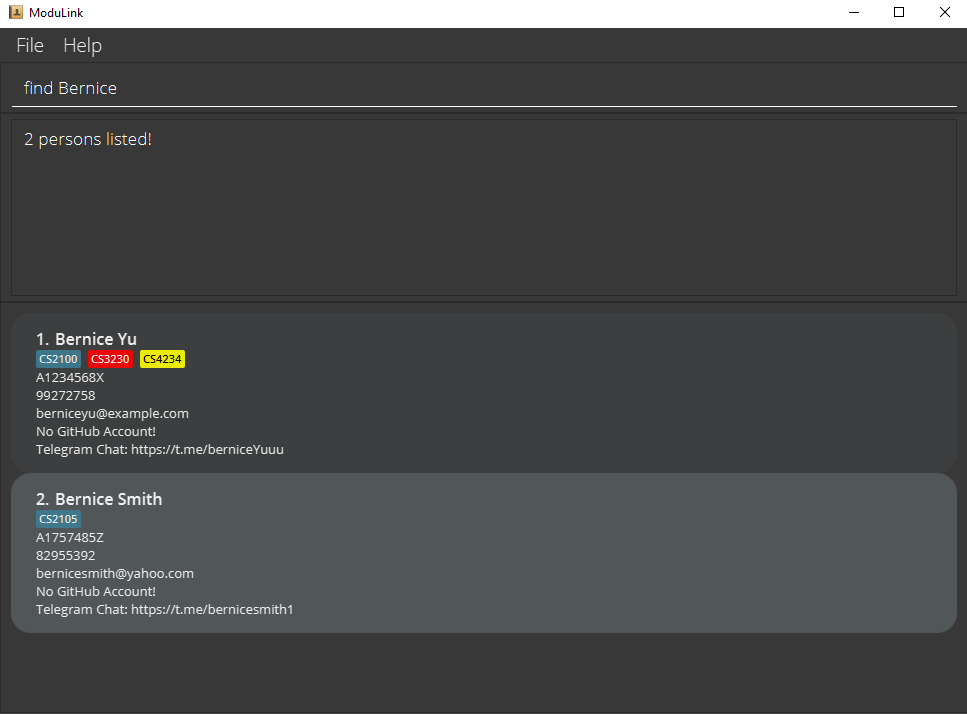 ModuLink
File Help
find Bernice
2 persons listed!
1. Bernice Yu
CS2100 CS3230 CS4234
A1234568X
99272758
berniceyu@example.com
No GitHub Account!
Telegram Chat: https://t.me/berniceYuuu
2. Bernice Smith
CS2105
A1757485Z
82955392
bernicesmith@yahoo.com
No GitHub Account!
Telegram Chat: https://t.me/bernicesmith1